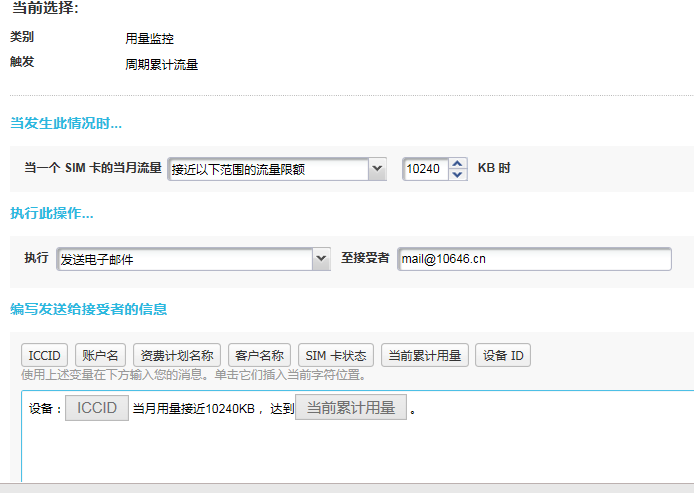 当前选择:
类别 用量监控
触发 周期累计流量
当发生此情况时...
当一个 SIM 卡的当月流量 接近以下范围的流量限额 10240 KB 时
执行此操作...
执行 发送电子邮件 至接受者 mail@10646.cn
编写发送给接受者的信息
ICCID 账户名 资费计划名称 客户名称 SIM 卡状态 当前累计用量 设备 ID
使用上述变量在下方输入您的消息。单击它们插入当前字符位置。
设备：ICCID 当月用量接近10240KB， 达到 当前累计用量 。